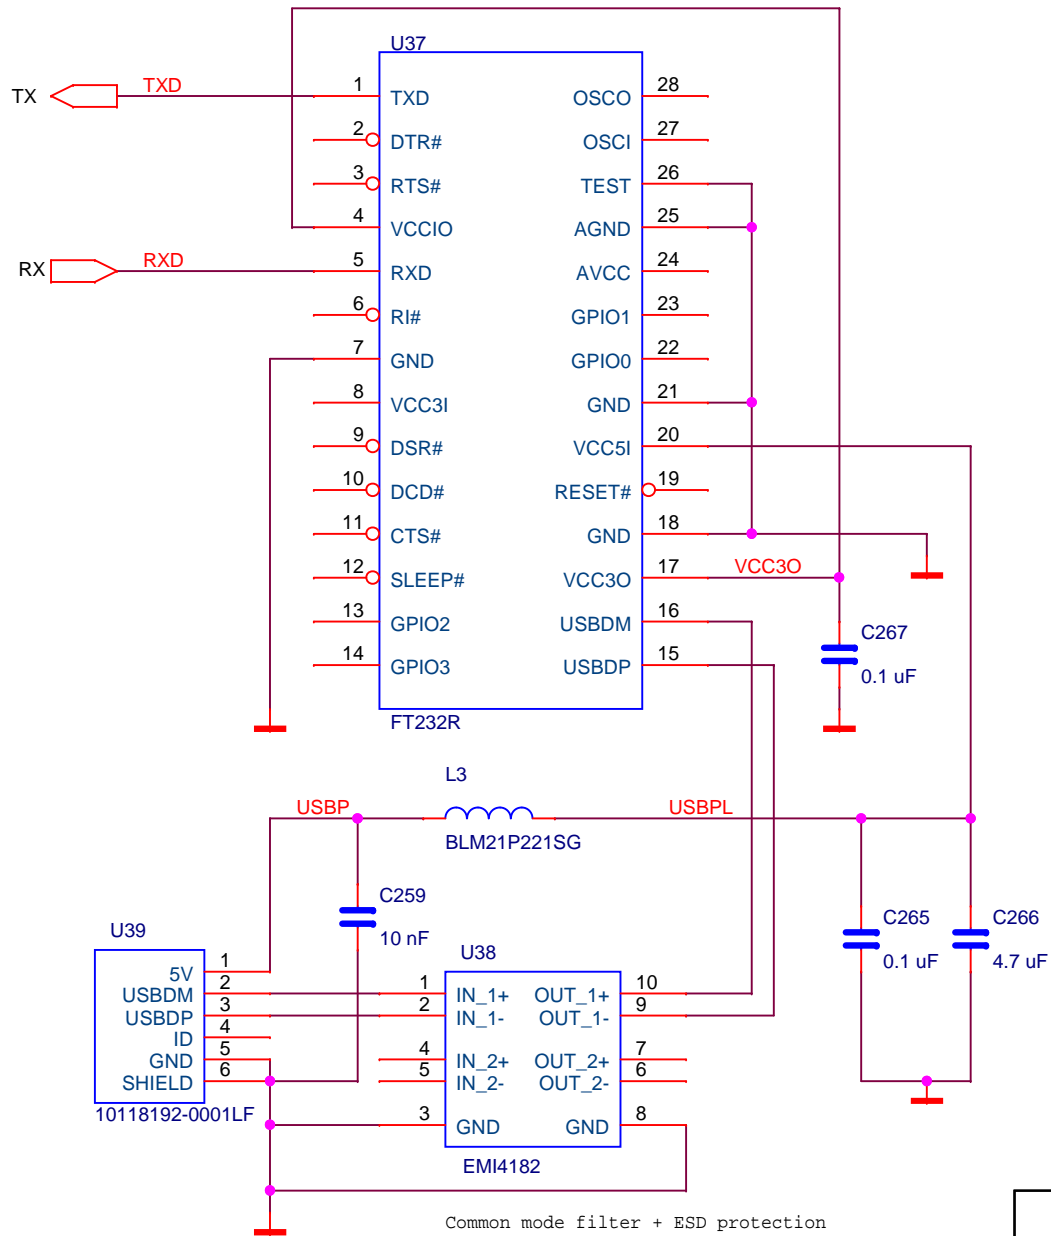 U37
TX
TXD
RX
RXD
1 TXD
2 DTR#
3 RTS#
4 VCCIO
5 RXD
6 RI#
7 GND
8 VCC3I
9 DSR#
10 DCD#
11 CTS#
12 SLEEP#
13 GPIO2
14 GPIO3
OSCO 28
OSCI 27
TEST 26
AGND 25
AVCC 24
GPIO1 23
GPIO0 22
GND 21
VCC5I 20
RESET# 19
GND 18
VCC3O 17
USBDM 16
USBDP 15
VCC3O
FT232R
C267
0.1 uF
L3
USBP
USBPL
BLM21P221SG
C259
10 nF
C265
0.1 uF
C266
4.7 uF
U39
5V 1
USBDM 2
USBDP 3
ID 4
GND 5
SHIELD 6
10118192-0001LF
U38
1 IN_1+ OUT_1+ 10
2 IN_1- OUT_1- 9
4 IN_2+ OUT_2+ 7
5 IN_2- OUT_2- 6
3 GND GND 8
EMI4182
Common mode filter + ESD protection